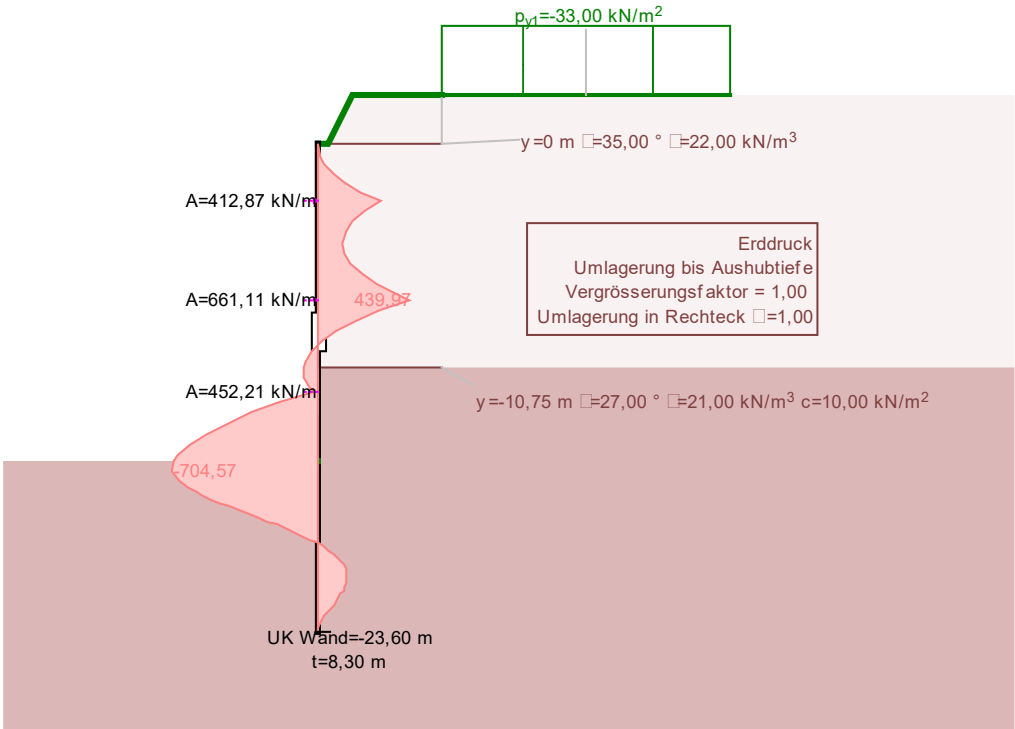 p_y1=-33,00 kN/m²
y=0 m □=35,00 ° □=22,00 kN/m³
A=412,87 kN/m
Erddruck
Umlagerung bis Aushubtiefe
Vergrösserungsfaktor = 1,00
Umlagerung in Rechteck □=1,00
A=661,11 kN/m
439,97
A=452,21 kN/m
y=-10,75 m □=27,00 ° □=21,00 kN/m³ c=10,00 kN/m²
-704,57
UK Wand=-23,60 m
t=8,30 m